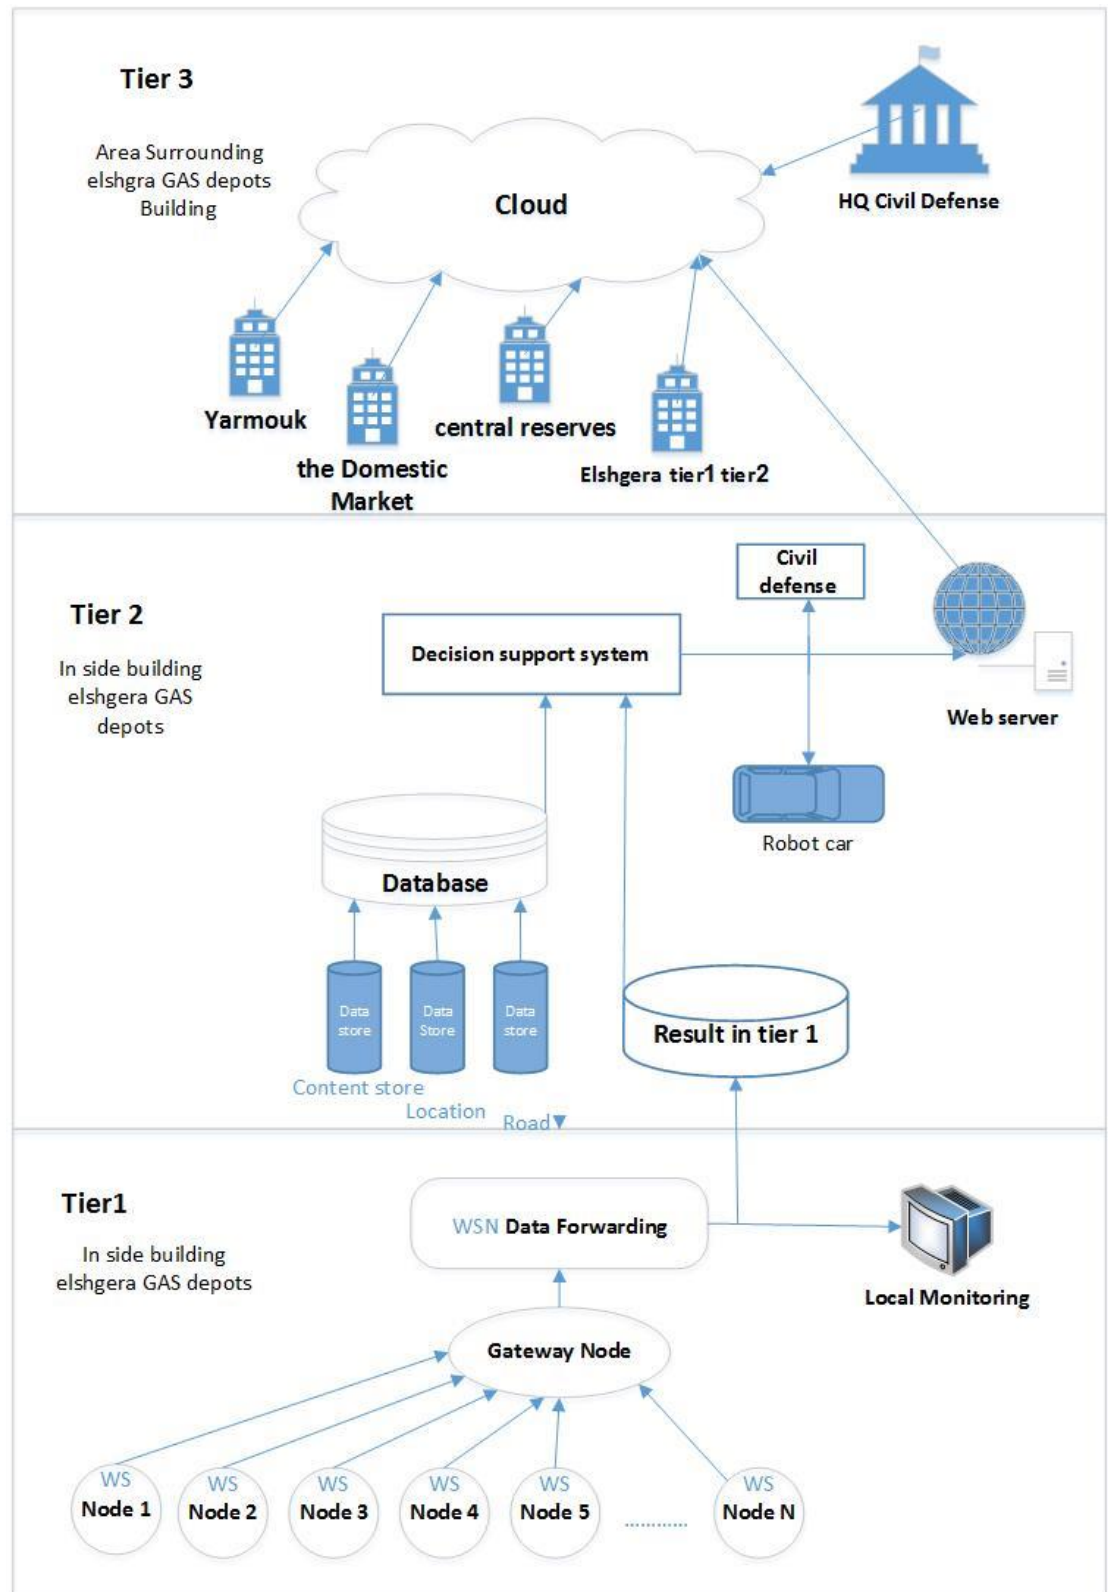 Tier 3
Area Surrounding
elshgra GAS depots
Building
Cloud
HQ Civil Defense
Yarmouk
the Domestic
Market
central reserves
Elshgera tier1 tier2
Tier 2
In side building
elshgera GAS
depots
Civil
defense
Decision support system
Web server
Robot car
Database
Data
store
Data
Store
Data
store
Content store
Location
Road
Result in tier 1
Tier1
In side building
elshgera GAS depots
WSN Data Forwarding
Local Monitoring
Gateway Node
WS
Node 1
WS
Node 2
WS
Node 3
WS
Node 4
WS
Node 5
............
WS
Node N